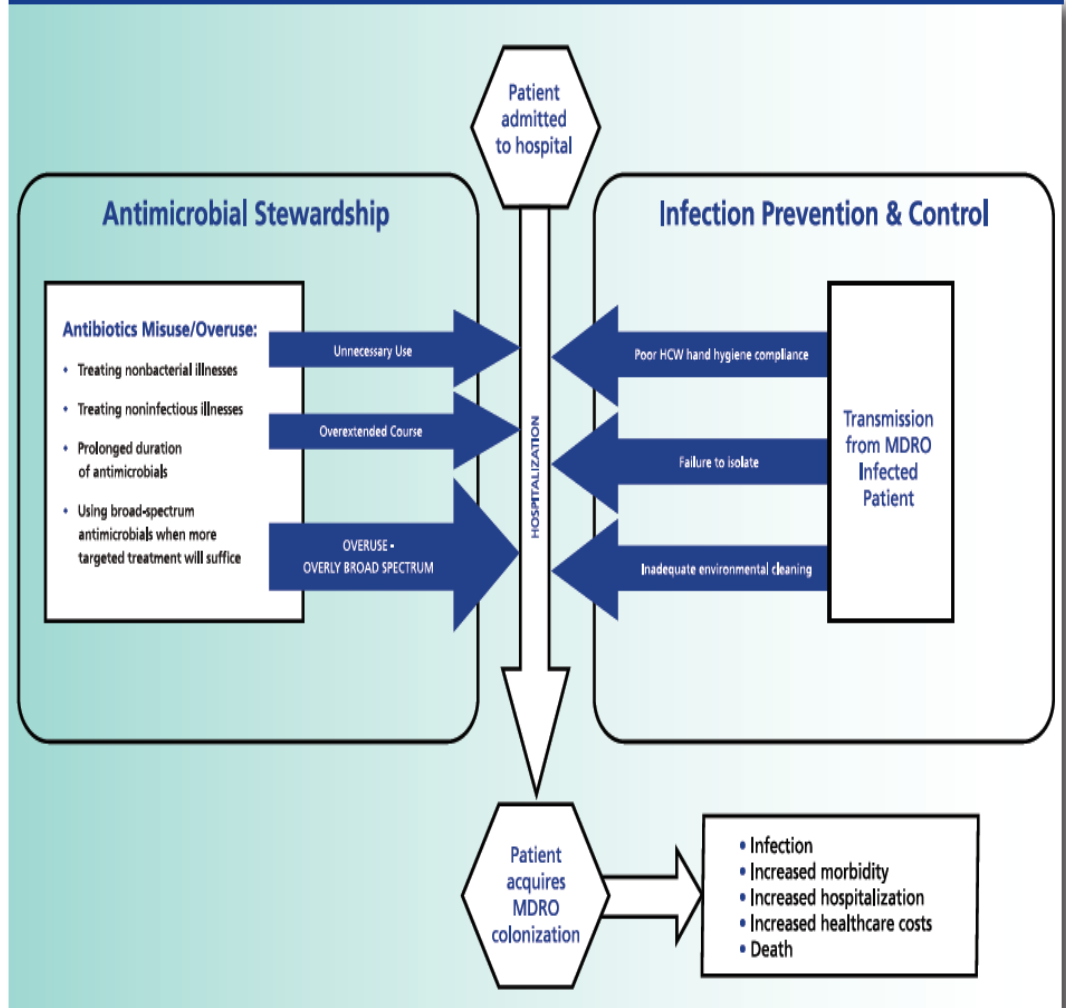 Patient
admitted
to hospital
Antimicrobial Stewardship
Antibiotics Misuse/Overuse:
• Treating nonbacterial illnesses
• Treating noninfectious illnesses
• Prolonged duration
of antimicrobials
• Using broad-spectrum
antimicrobials when more
targeted treatment will suffice
Unnecessary Use
Overextended Course
OVERUSE -
OVERLY BROAD SPECTRUM
HOSPITALIZATION
Infection Prevention & Control
Poor HCW hand hygiene compliance
Failure to isolate
Inadequate environmental cleaning
Transmission
from MDRO
Infected
Patient
Patient
acquires
MDRO
colonization
• Infection
• Increased morbidity
• Increased hospitalization
• Increased healthcare costs
• Death